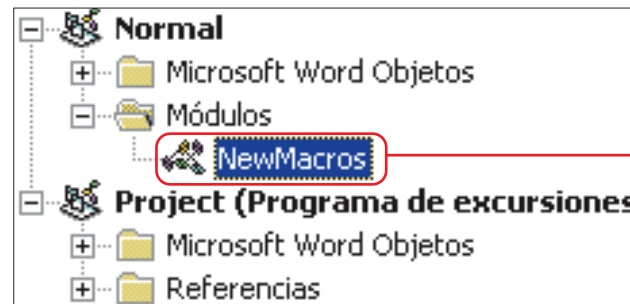 Normal
Microsoft Word Objetos
Módulos
NewMacros
Project (Programa de excursiones
Microsoft Word Objetos
Referencias